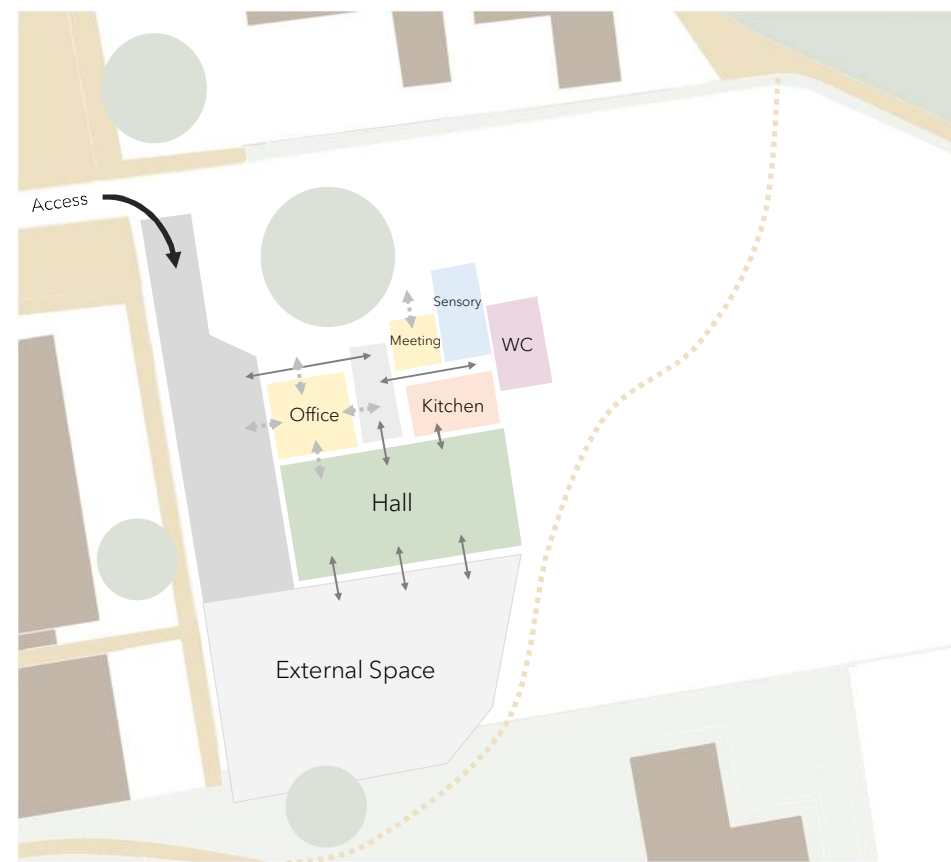 Access
Sensory
Meeting
WC
Kitchen
Office
Hall
External Space